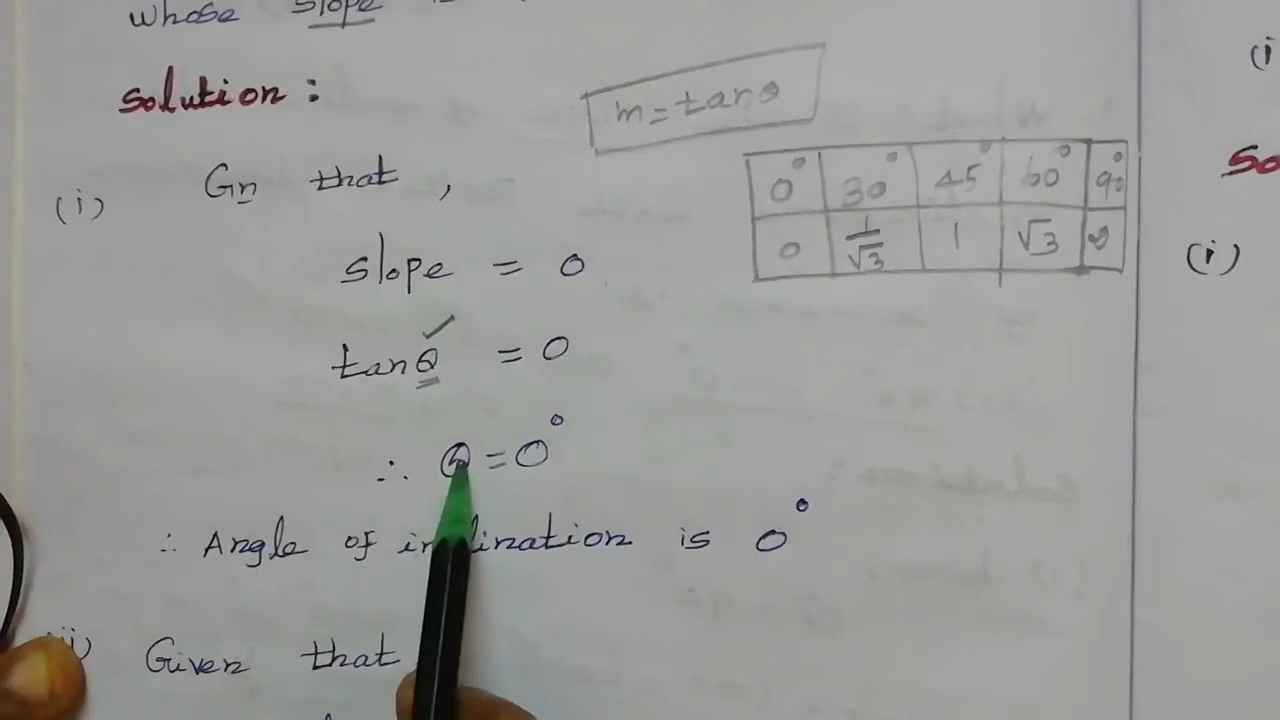 whose slope
Solution:
m = tanθ
0° 30° 45° 60° 90°
0 1/√3 1 √3 ∞
(i) Gn that,
slope = 0
tanθ = 0
∴ θ = 0°
∴ Angle of inclination is 0°
Given that
(i
So
(i)